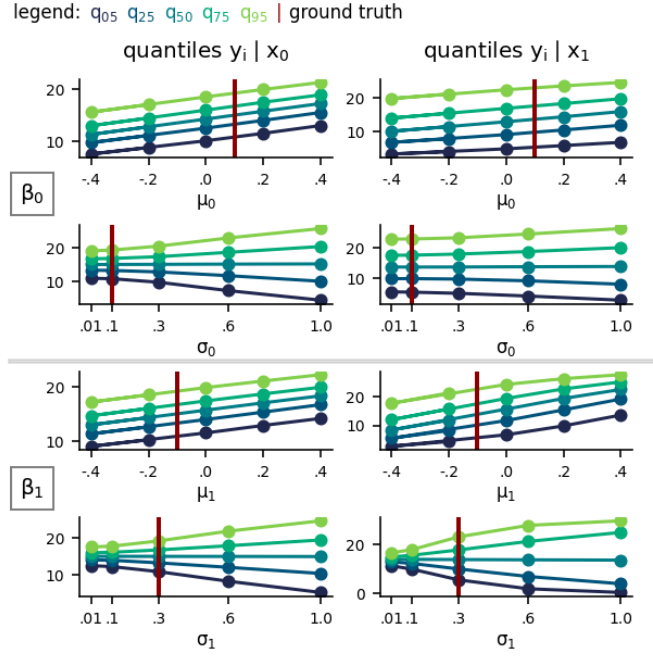 legend: q05 q25 q50 q75 q95 | ground truth
quantiles yi | x0 quantiles yi | x1
20
10
-.4 -.2 .0 .2 .4
μ0
20
10
0
-.4 -.2 .0 .2 .4
μ0
β0
20
10
.01 .1 .3 .6 1.0
σ0
20
10
.01 .1 .3 .6 1.0
σ0
20
10
-.4 -.2 .0 .2 .4
μ1
20
10
-.4 -.2 .0 .2 .4
μ1
β1
20
10
.01 .1 .3 .6 1.0
σ1
20
0
.01 .1 .3 .6 1.0
σ1